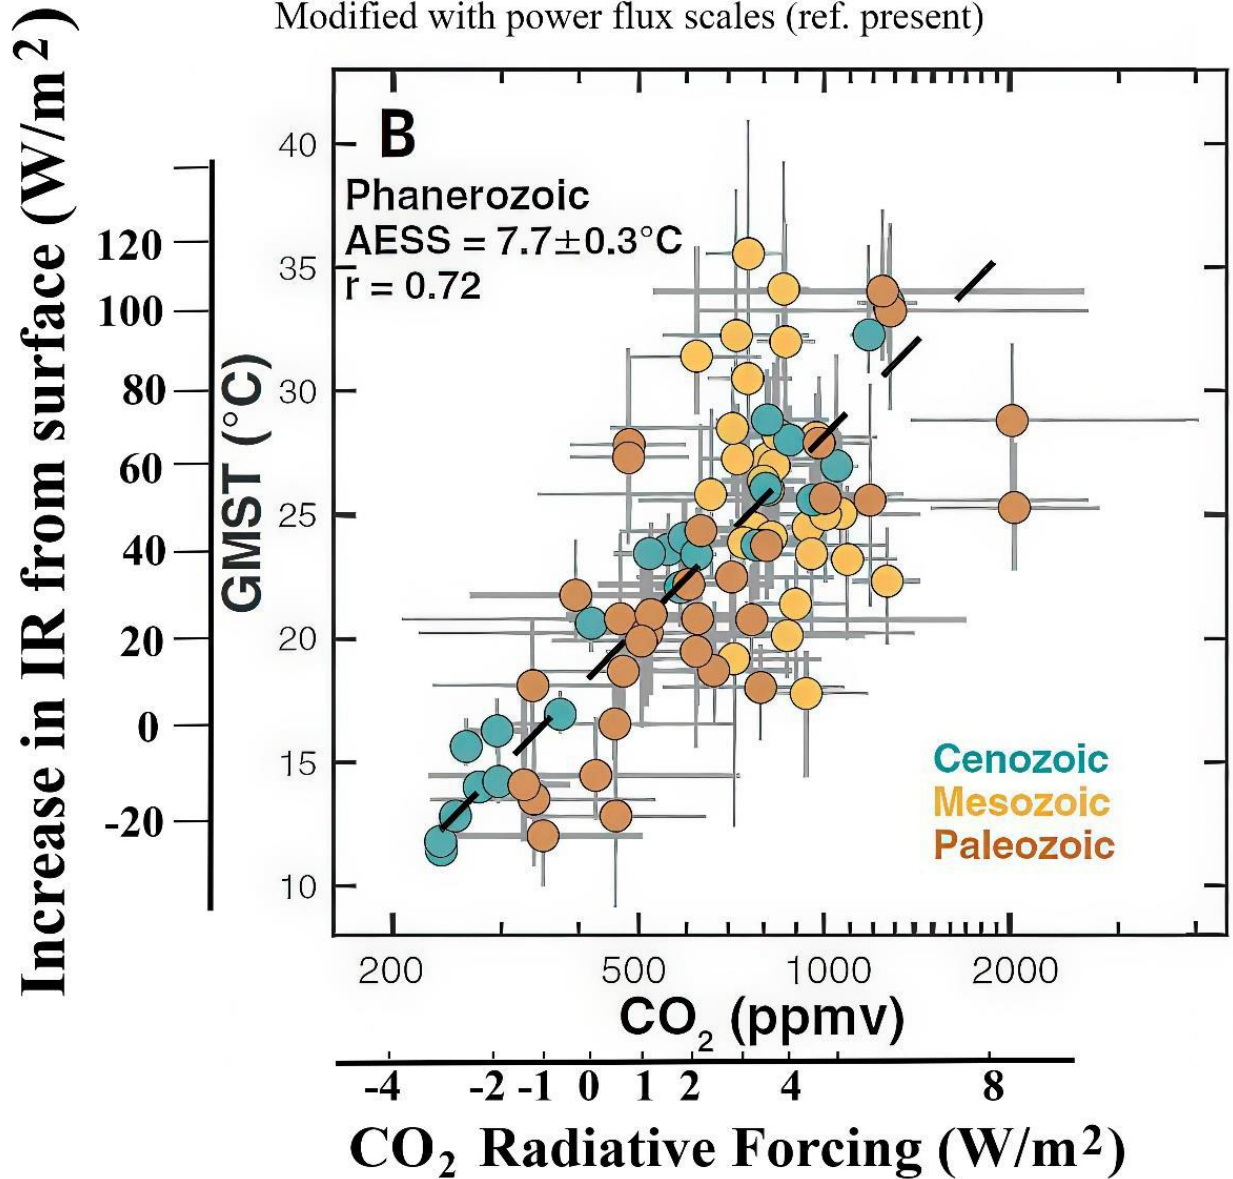 Modified with power flux scales (ref. present)
Increase in IR from surface (W/m²)
120
100
80
60
40
20
0
-20
GMST (°C)
40
35
30
25
20
15
10
B
Phanerozoic
AESS = 7.7±0.3°C
r = 0.72
Cenozoic
Mesozoic
Paleozoic
200 500 1000 2000
CO₂ (ppmv)
-4 -2 -1 0 1 2 4 8
CO₂ Radiative Forcing (W/m²)